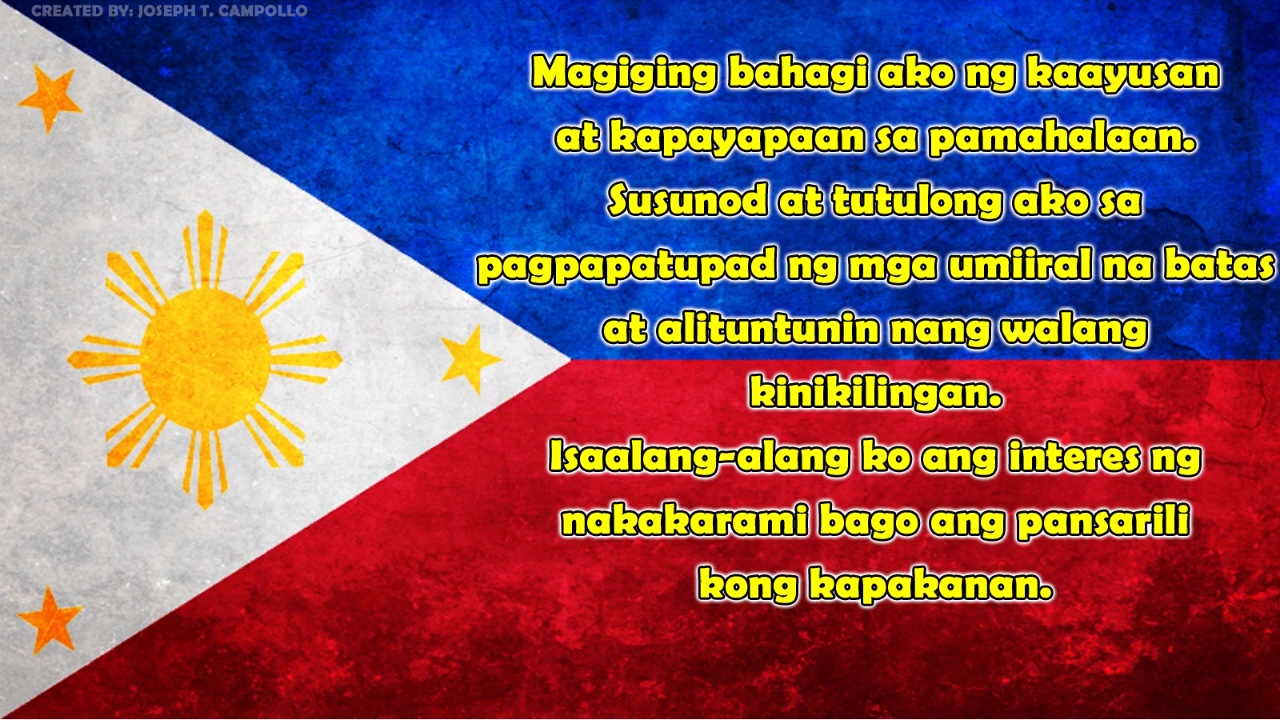 CREATED BY: JOSEPH T. CAMPOLLO
Magiging bahagi ako ng kaayusan
at kapayapaan sa pamahalaan.
Susunod at tutulong ako sa
pagpapatupad ng mga umiiral na batas
at alituntunin nang walang
kinikilingan.
Isaalang-alang ko ang interes ng
nakakarami bago ang pansarili
kong kapakanan.